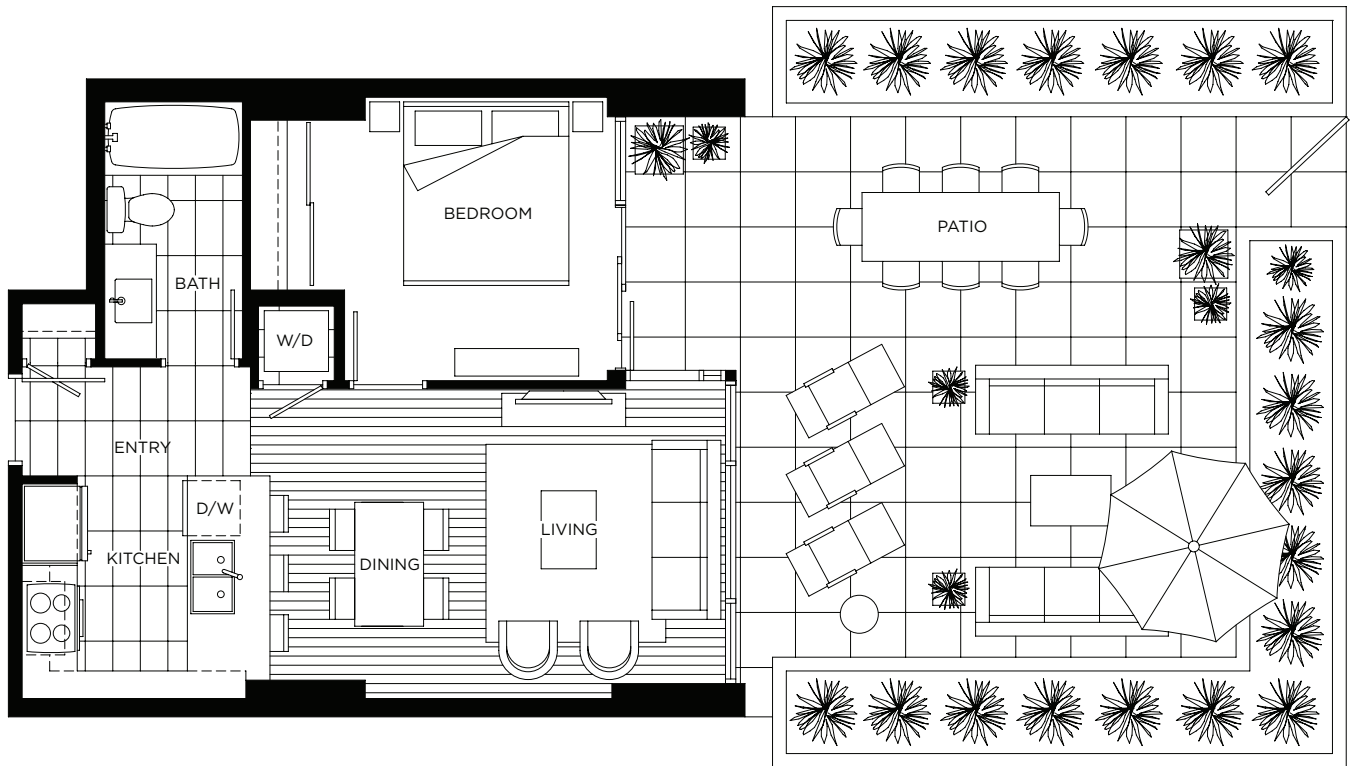 BEDROOM
PATIO
BATH
W/D
ENTRY
D/W
LIVING
KITCHEN
DINING